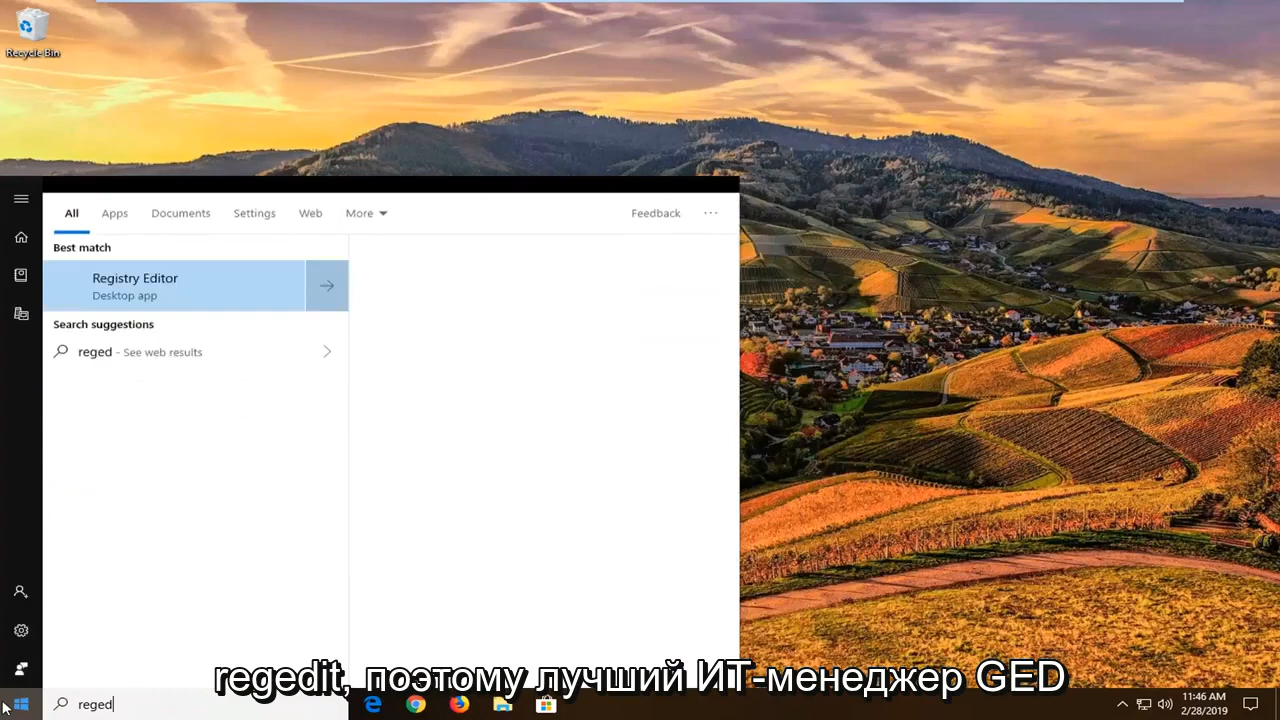 Recycle Bin
All Apps Documents Settings Web More Feedback ...
Best match
Registry Editor
Desktop app
Search suggestions
reged - See web results
regedit, поэтому лучший ИТ-менеджер GED
reged
11:46 AM
2/28/2019